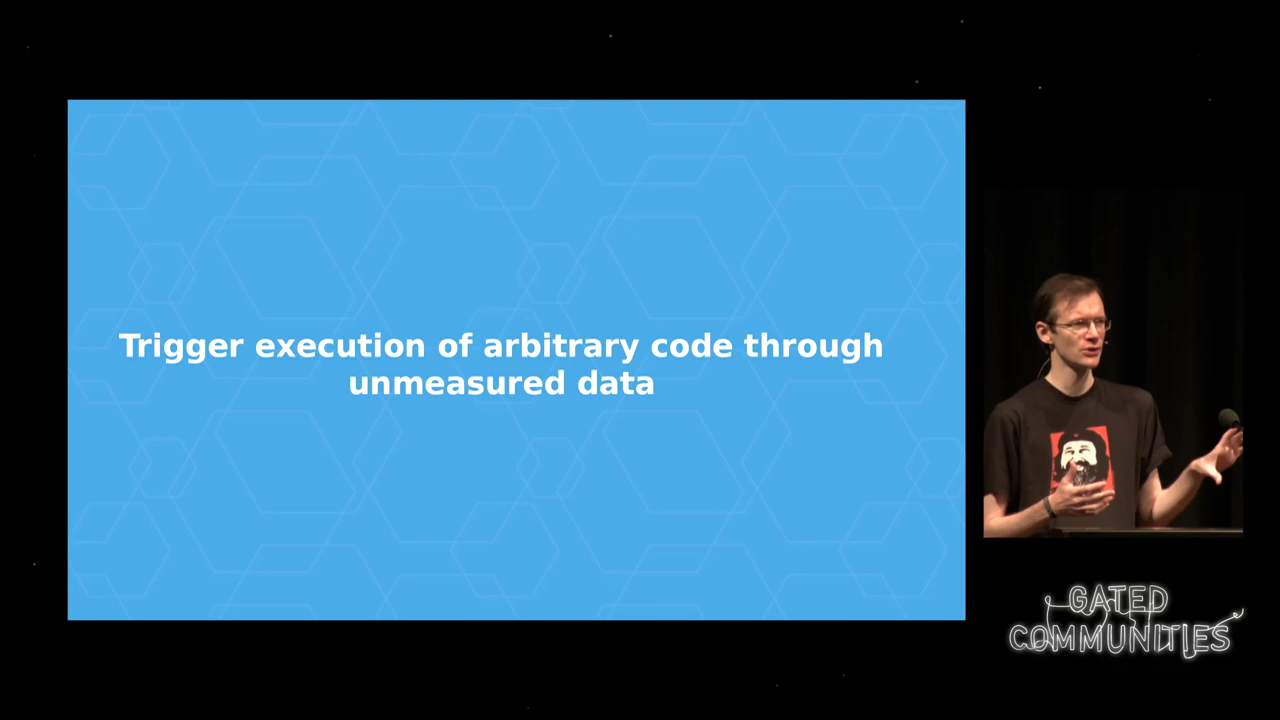 Trigger execution of arbitrary code through
unmeasured data
GATED
COMMUNITIES